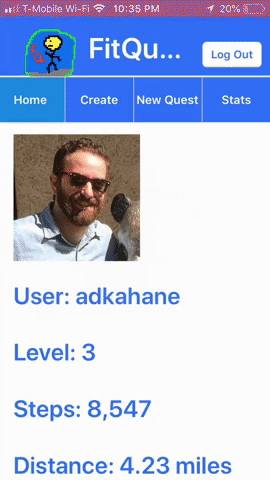 T-Mobile Wi-Fi 10:35 PM 20%
FitQu... Log Out
Home Create New Quest Stats
User: adkahane
Level: 3
Steps: 8,547
Distance: 4.23 miles